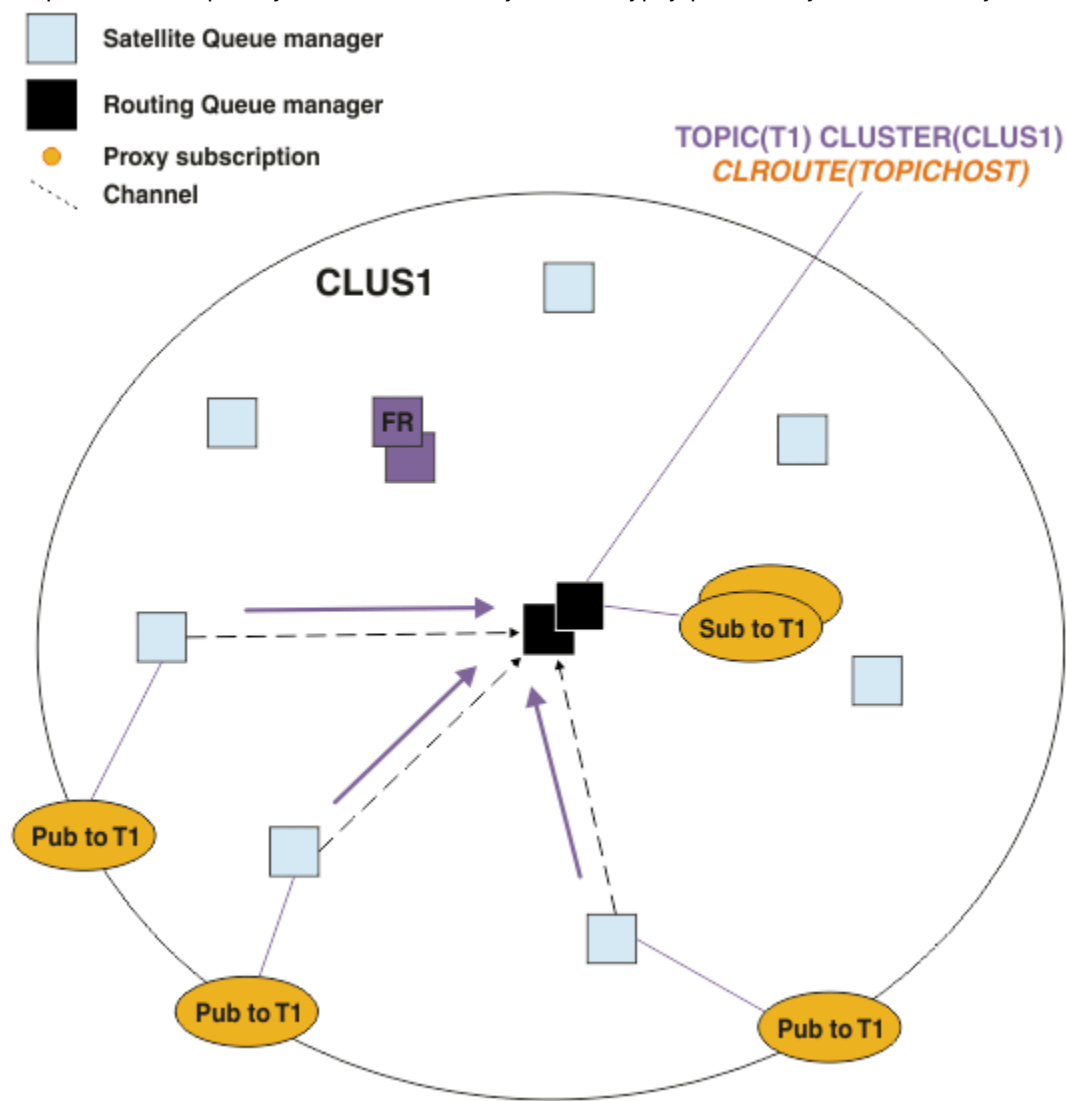 Satellite Queue manager
Routing Queue manager
Proxy subscription
Channel
TOPIC(T1) CLUSTER(CLUS1)
CLROUTE(TOPICHOST)
CLUS1
FR
Sub to T1
Pub to T1
Pub to T1
Pub to T1